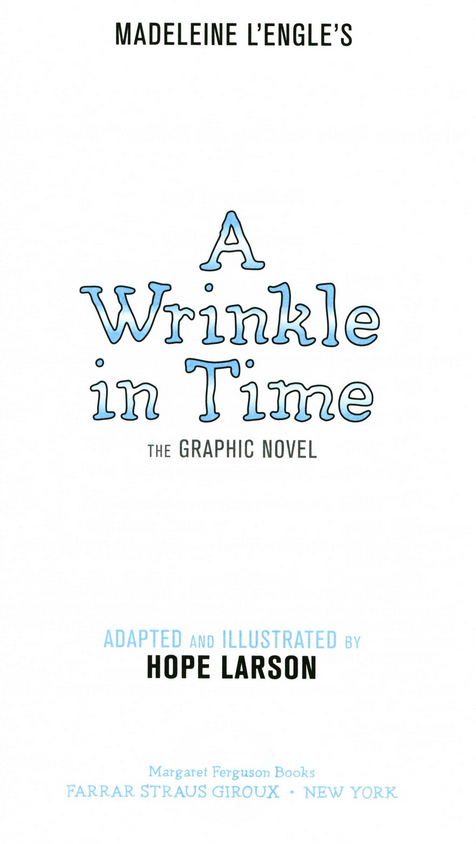 MADELEINE L'ENGLE'S
A
Wrinkle
in Time
THE GRAPHIC NOVEL
ADAPTED AND ILLUSTRATED BY
HOPE LARSON
Margaret Ferguson Books
FARRAR STRAUS GIROUX • NEW YORK